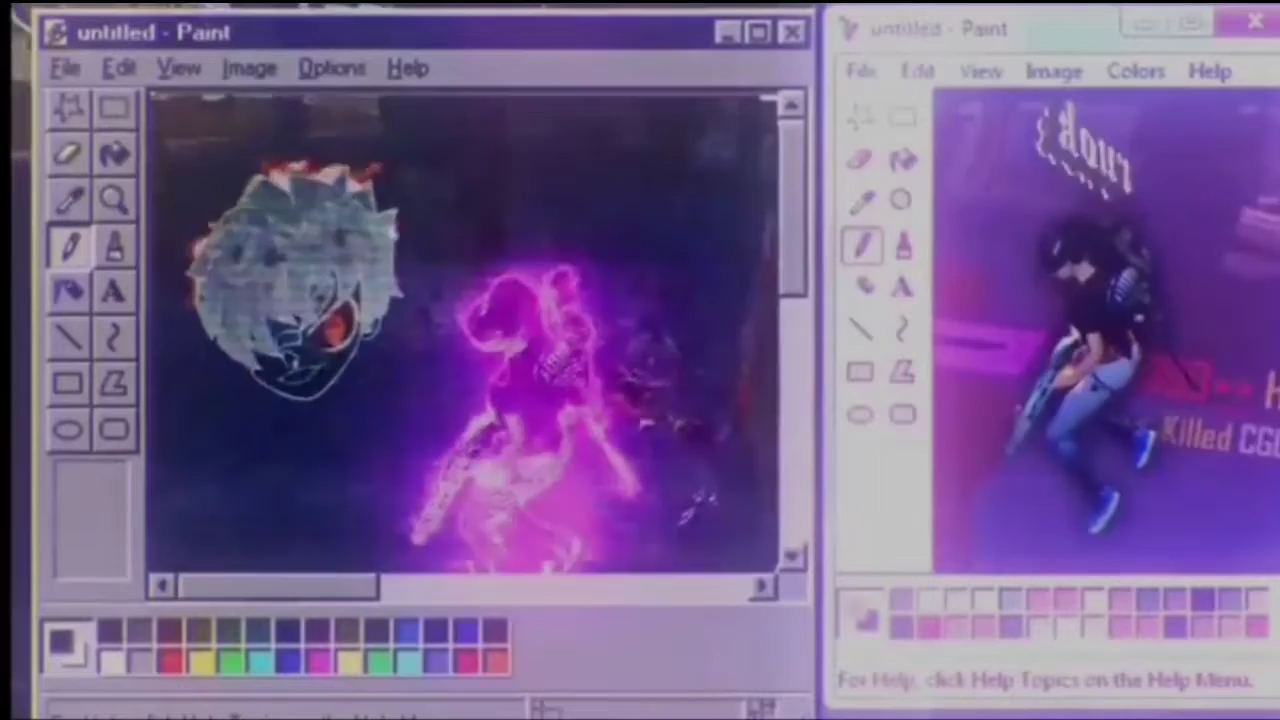 untitled - Paint
File Edit View Image Options Help
untitled - Paint
File Edit View Image Colors Help
Killed
For Help, click Help Topics on the Help Menu.